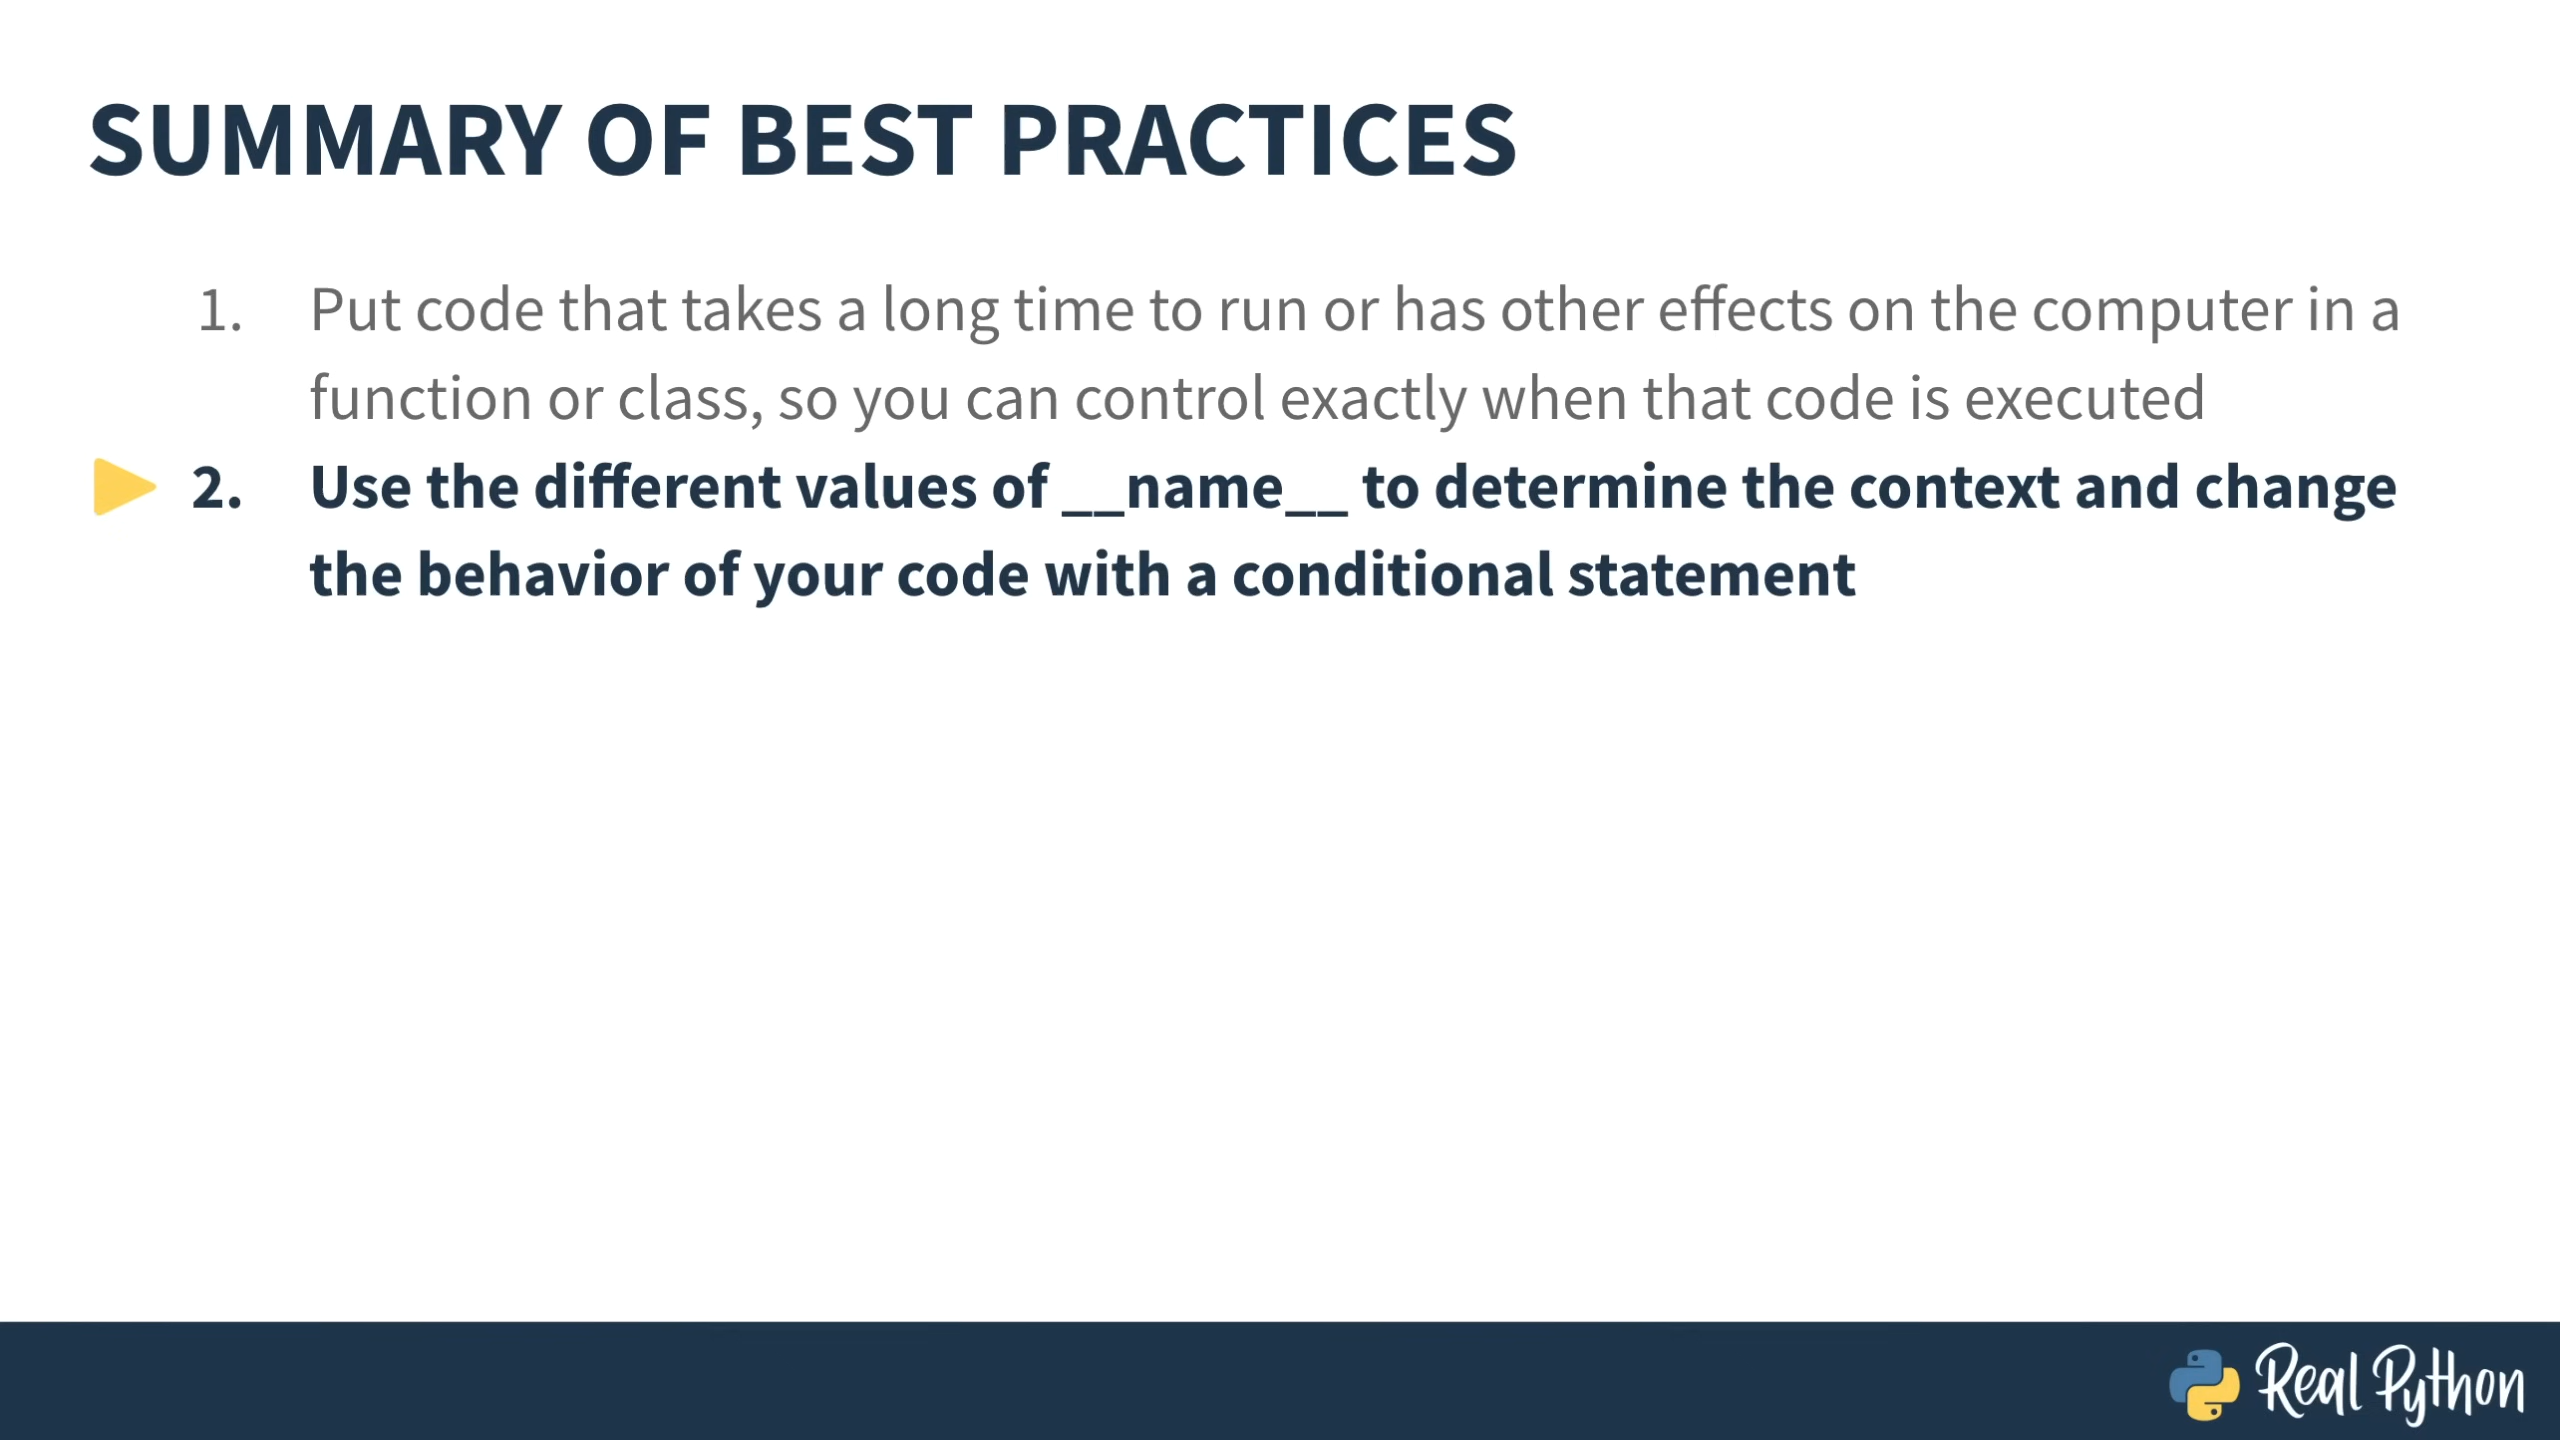 SUMMARY OF BEST PRACTICES
1. Put code that takes a long time to run or has other effects on the computer in a
function or class, so you can control exactly when that code is executed
2. Use the different values of __name__ to determine the context and change
the behavior of your code with a conditional statement
Real Python